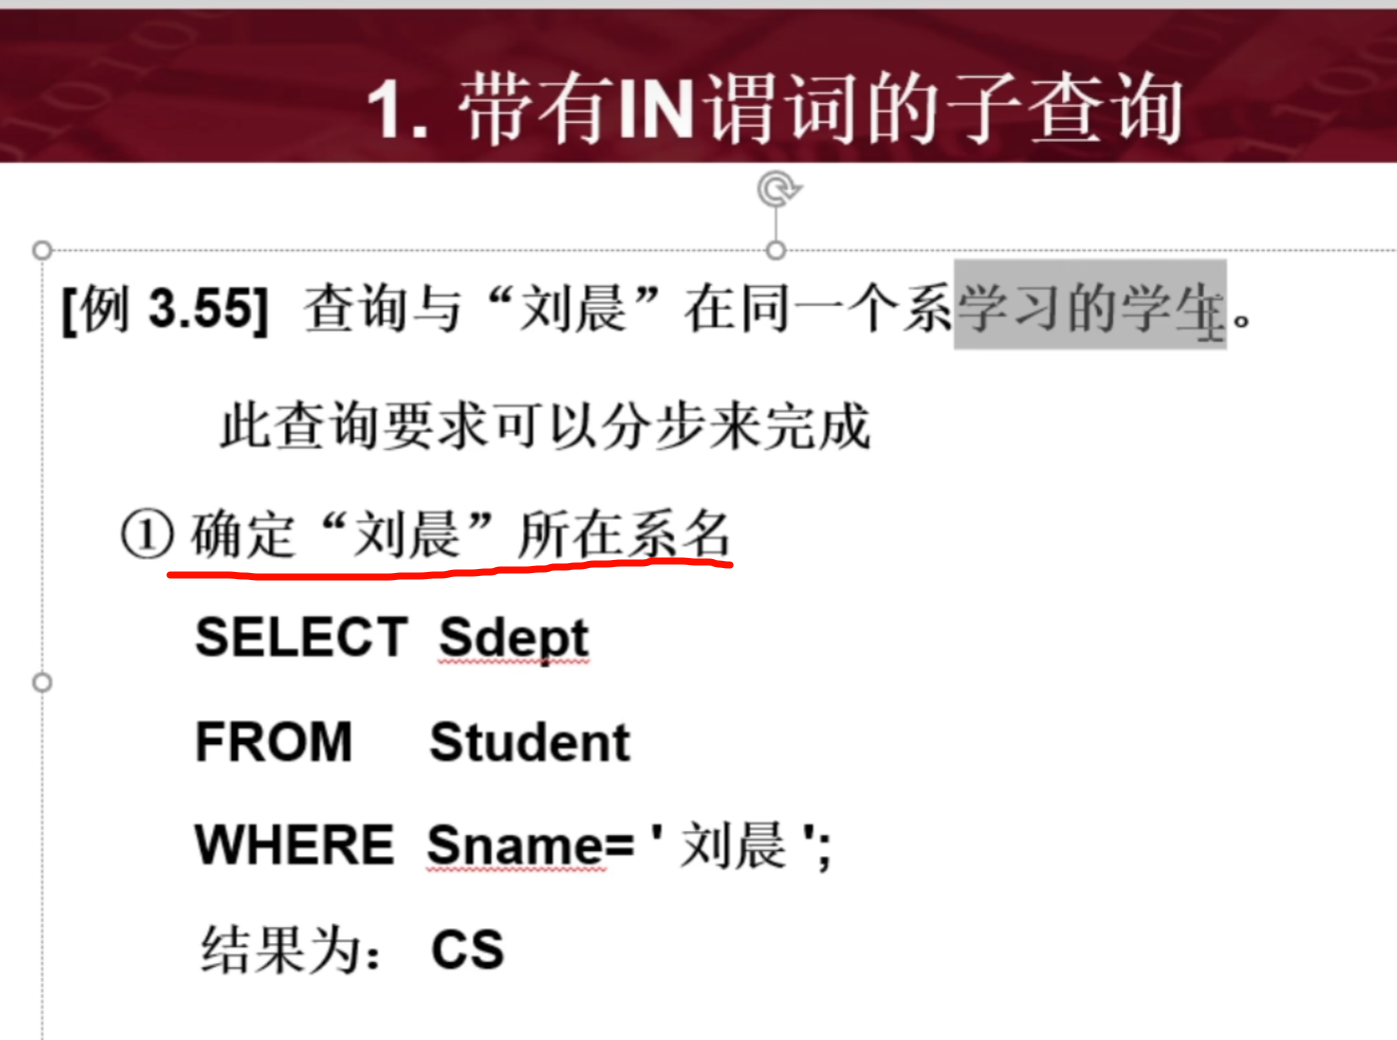 1. 带有IN谓词的子查询
[例 3.55] 查询与“刘晨”在同一个系学习的学生。
此查询要求可以分步来完成
① 确定“刘晨”所在系名
SELECT Sdept
FROM Student
WHERE Sname= ' 刘晨 ';
结果为： CS